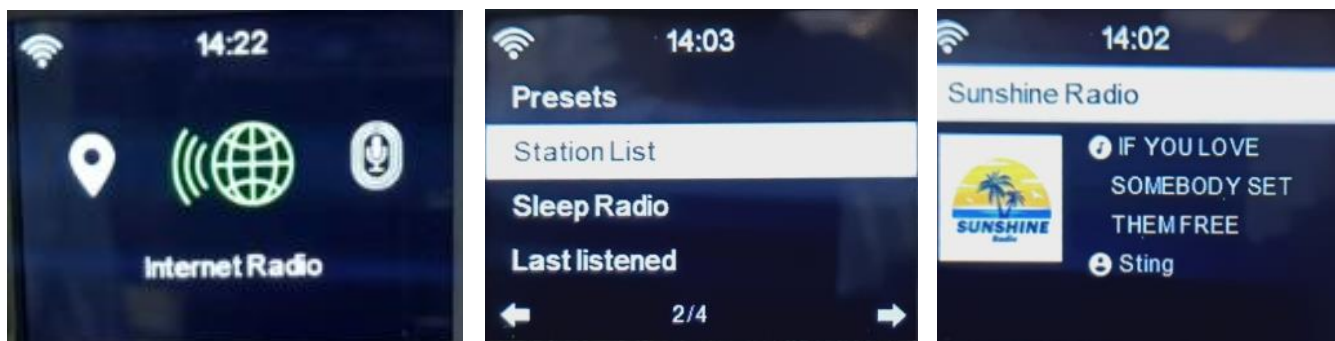 14:22
Internet Radio
14:03
Presets
Station List
Sleep Radio
Last listened
2/4
14:02
Sunshine Radio
IF YOU LOVE
SOMEBODY SET
THEM FREE
Sting
SUNSHINE
Radio